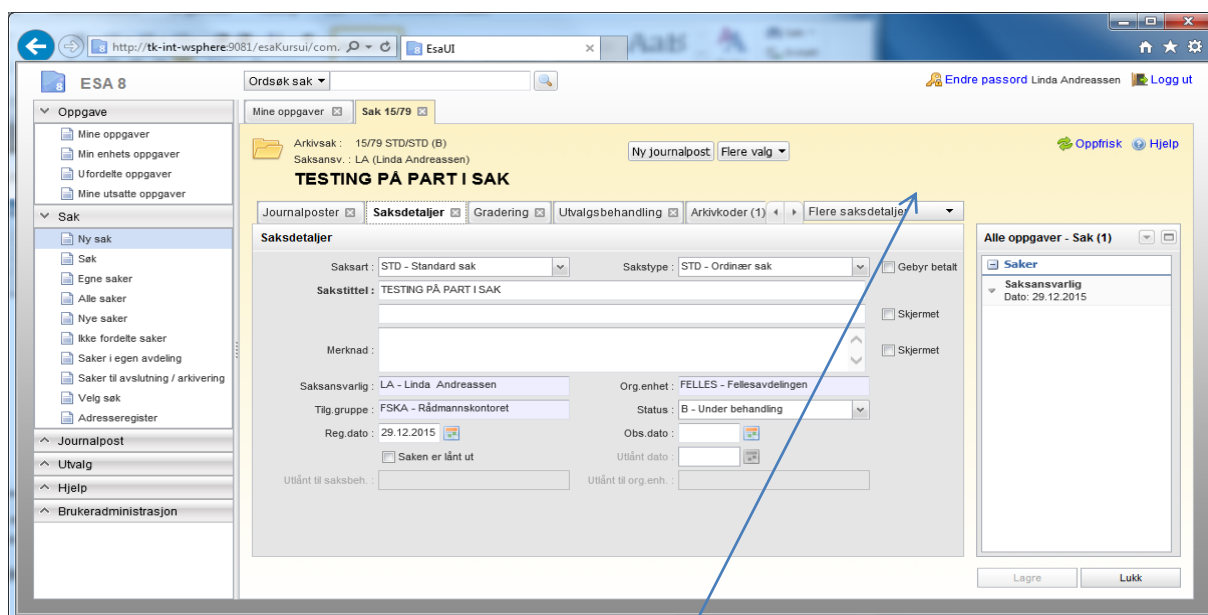 http://tk-int-wsphere:9081/esaKursui/com.
EsaUI
ESA 8
Ordsøk sak
Endre passord Linda Andreassen
Logg ut
Oppgave
Mine oppgaver
Min enhets oppgaver
Ufordelte oppgaver
Mine utsatte oppgaver
Sak
Ny sak
Søk
Egne saker
Alle saker
Nye saker
Ikke fordelte saker
Saker i egen avdeling
Saker til avslutning / arkivering
Velg søk
Adresseregister
Journalpost
Utvalg
Hjelp
Brukeradministrasjon
Mine oppgaver
Sak 15/79
Arkivsak : 15/79 STD/STD (B)
Saksansv. : LA (Linda Andreassen)
TESTING PÅ PART I SAK
Ny journalpost
Flere valg
Oppfrisk
Hjelp
Journalposter
Saksdetaljer
Gradering
Utvalgsbehandling
Arkivkoder (1)
Flere saksdetaljer
Saksdetaljer
Saksart : STD - Standard sak
Sakstype : STD - Ordinær sak
Gebyr betalt
Sakstittel : TESTING PÅ PART I SAK
Skjermet
Merknad :
Skjermet
Saksansvarlig : LA - Linda Andreassen
Org.enhet : FELLES - Fellesavdelingen
Tilg.gruppe : FSKA - Rådmannskontoret
Status : B - Under behandling
Reg.dato : 29.12.2015
Obs.dato :
Saken er lånt ut
Utlånt dato :
Utlånt til saksbeh. :
Utlånt til org.enh. :
Alle oppgaver - Sak (1)
Saker
Saksansvarlig
Dato: 29.12.2015
Lagre
Lukk